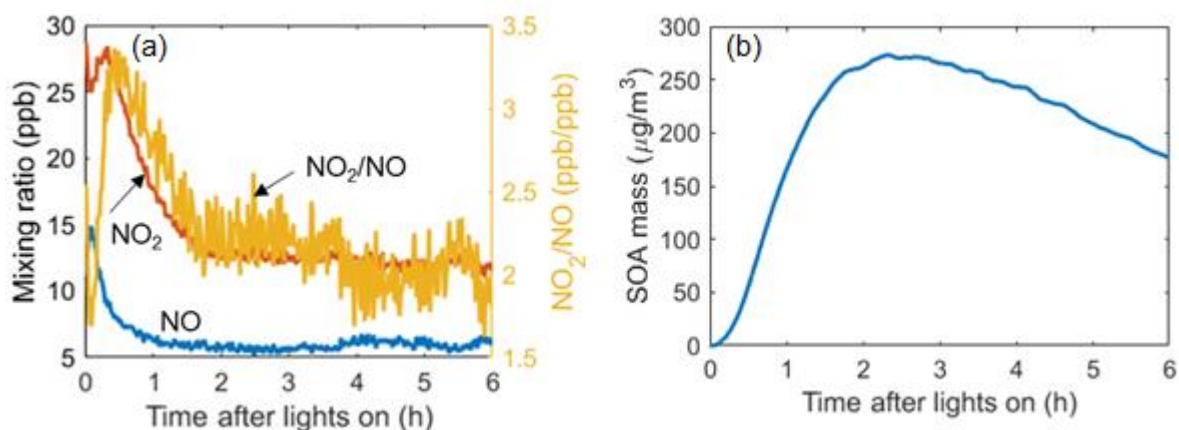 (a)
30
25
20
15
10
5
Mixing ratio (ppb)
NO₂/NO
NO₂
NO
3.5
3
2.5
2
1.5
NO₂/NO (ppb/ppb)
0 1 2 3 4 5 6
Time after lights on (h)
(b)
300
250
200
150
100
50
0
SOA mass (μg/m³)
0 1 2 3 4 5 6
Time after lights on (h)